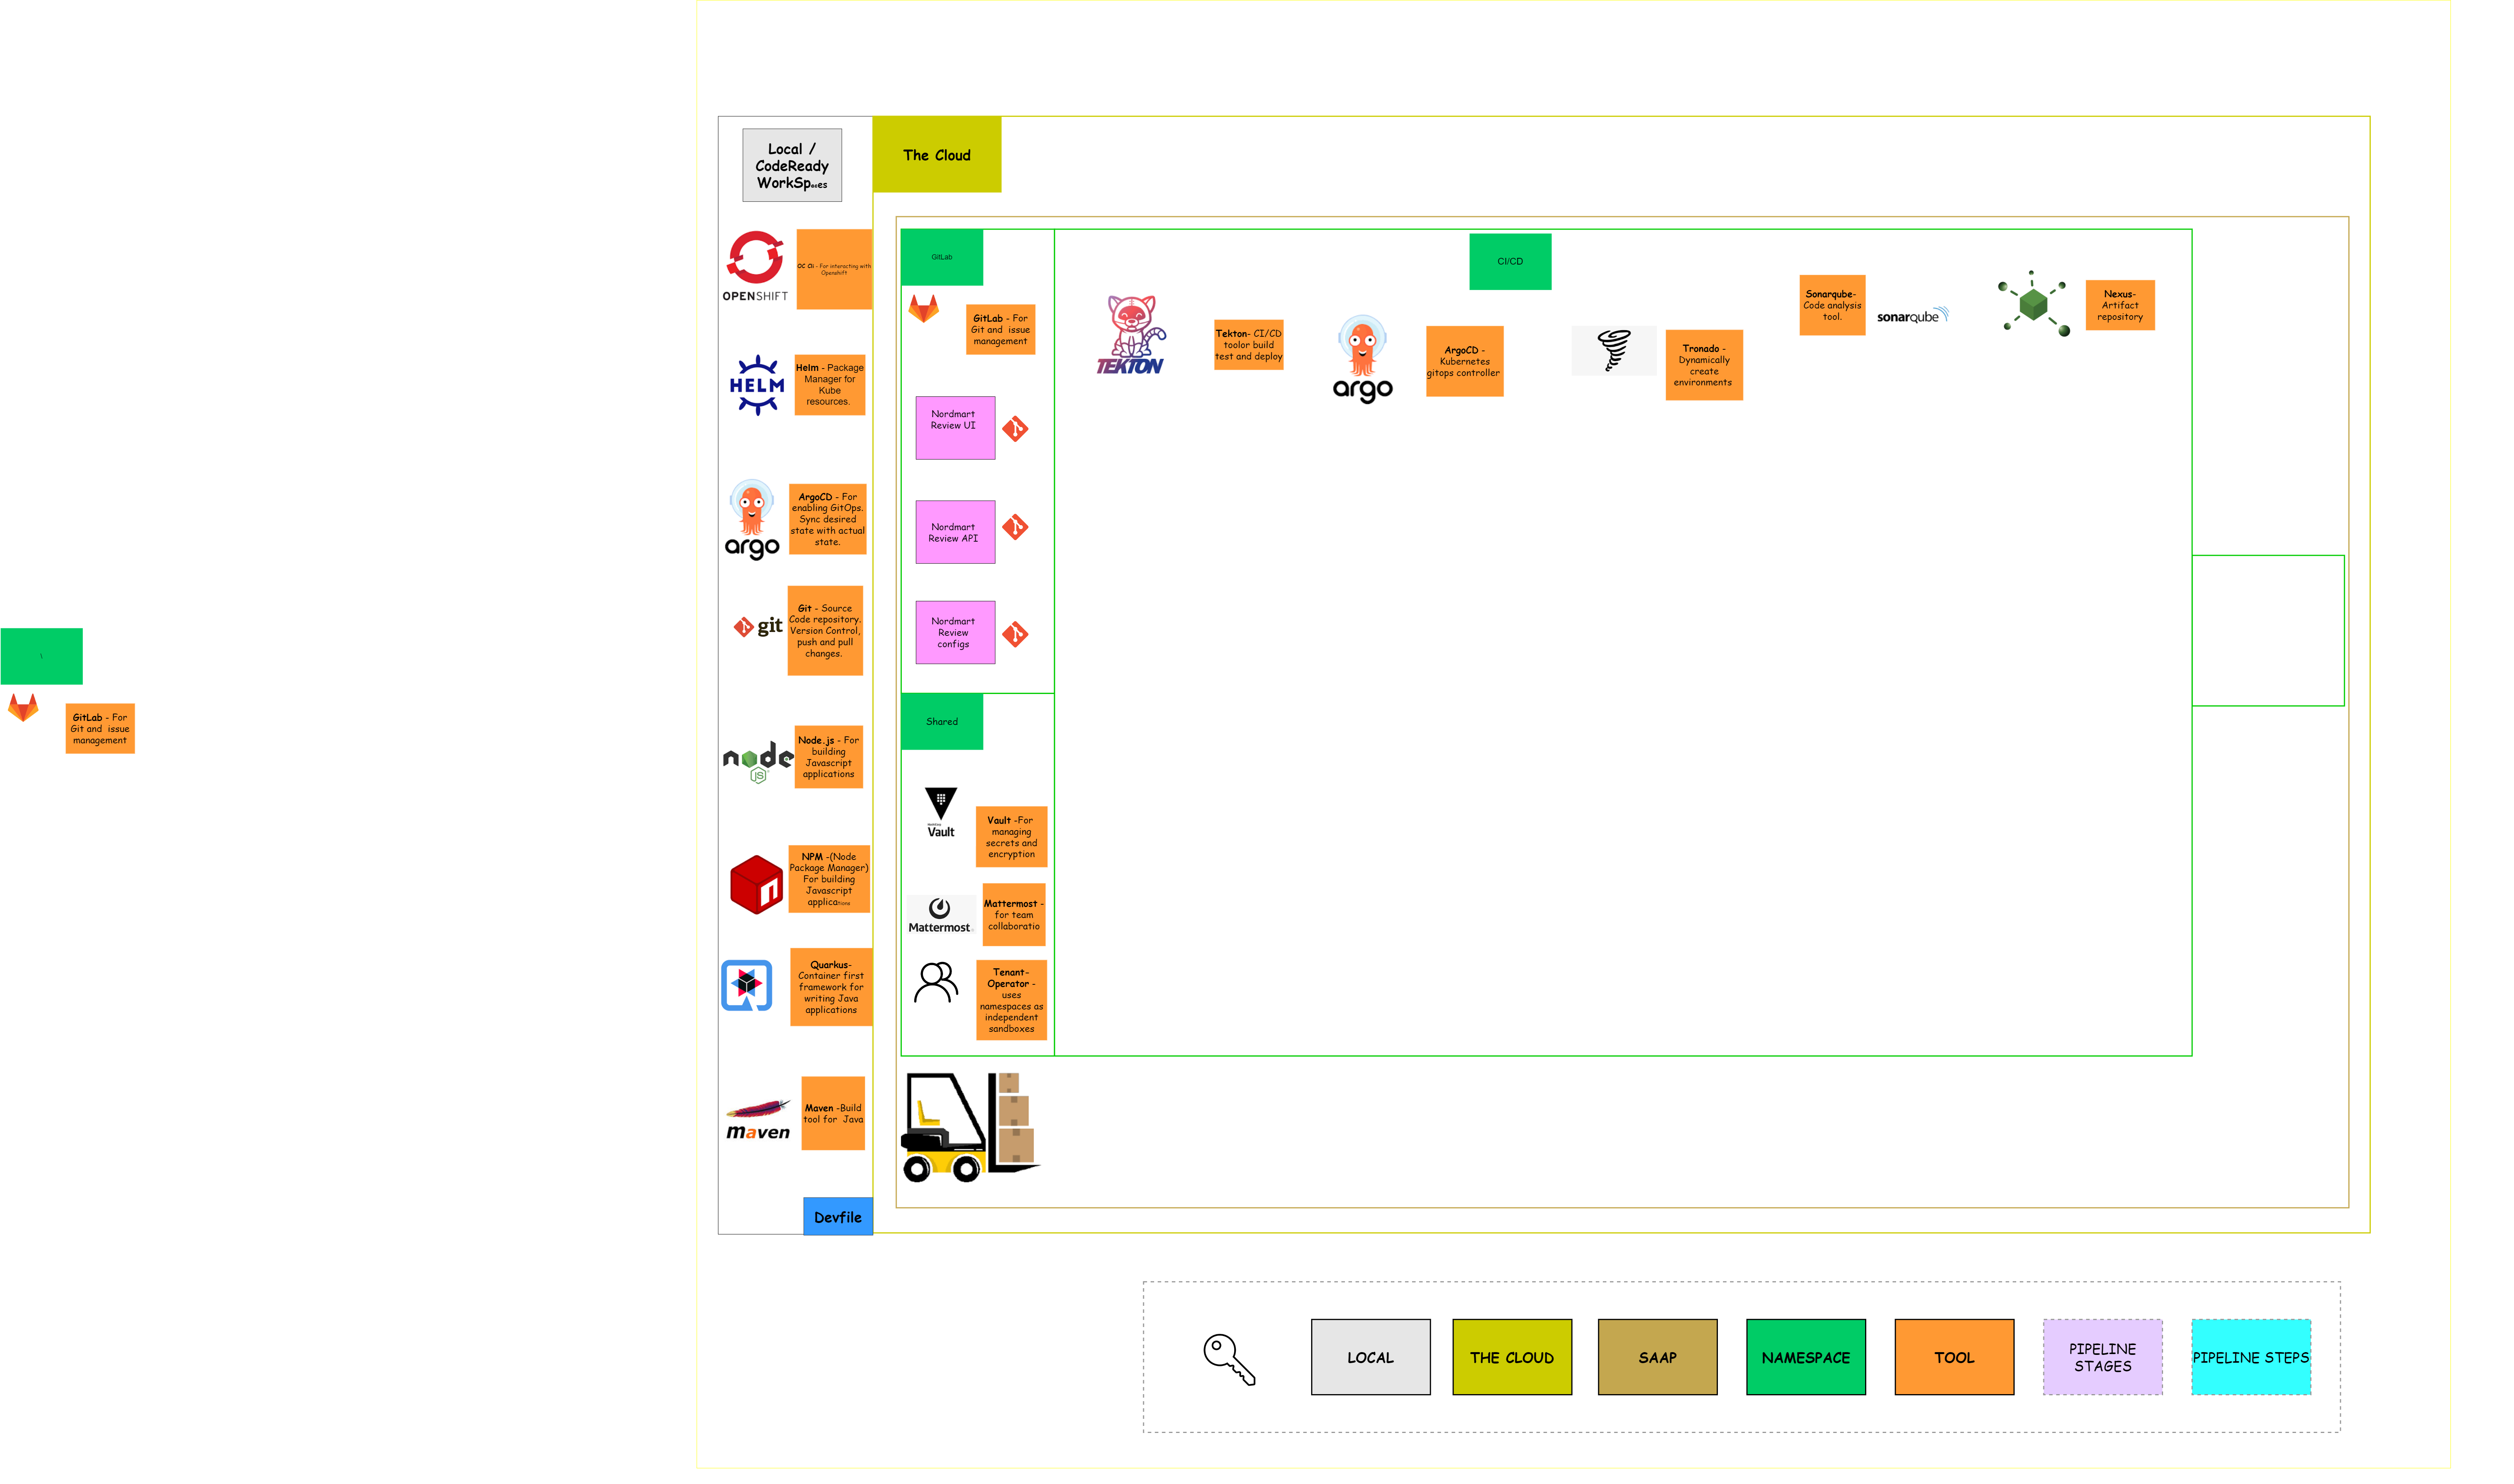 Local /
CodeReady
WorkSpaces
The Cloud
OPENSHIFT
OC Cli - For interacting with
Openshift
HELM
Helm - Package
Manager for
Kube
resources.
argo
ArgoCD - For
enabling GitOps.
Sync desired
state with actual
state.
git
Git - Source
Code repository.
Version Control,
push and pull
changes.
node
JS
Node.js - For
building
Javascript
applications
n
NPM -(Node
Package Manager)
For building
Javascript
applications
Quarkus-
Container first
framework for
writing Java
applications
maven
Maven -Build
tool for Java
Devfile
GitLab
GitLab - For
Git and issue
management
Nordmart
Review UI
Nordmart
Review API
Nordmart
Review
configs
Shared
HashiCorp
Vault
Vault -For
managing
secrets and
encryption
Mattermost
Mattermost -
for team
collaboratio
Tenant-
Operator -
uses
namespaces as
independent
sandboxes
CI/CD
TEKTON
Tekton- CI/CD
toolor build
test and deploy
argo
ArgoCD -
Kubernetes
gitops controller
Tronado -
Dynamically
create
environments
Sonarqube-
Code analysis
tool.
sonarqube
Nexus-
Artifact
repository
\
GitLab - For
Git and issue
management
LOCAL
THE CLOUD
SAAP
NAMESPACE
TOOL
PIPELINE
STAGES
PIPELINE STEPS